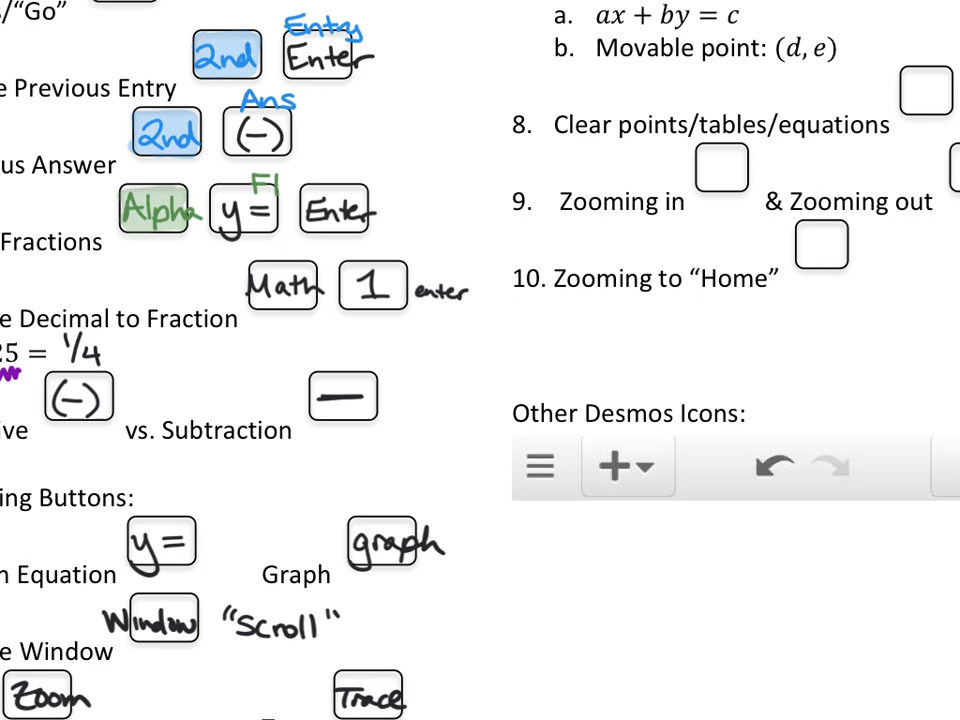 /“Go”
Entry
2nd Enter
e Previous Entry
Ans
2nd (−)
us Answer
F1
Alpha y= Enter
Fractions
Math 1 enter
e Decimal to Fraction
25 = 1/4
(−) —
ive vs. Subtraction
ing Buttons:
y= graph
n Equation Graph
Window "Scroll"
e Window
Zoom Trace
a. ax + by = c
b. Movable point: (d, e)
8. Clear points/tables/equations
9. Zooming in & Zooming out
10. Zooming to “Home”
Other Desmos Icons: